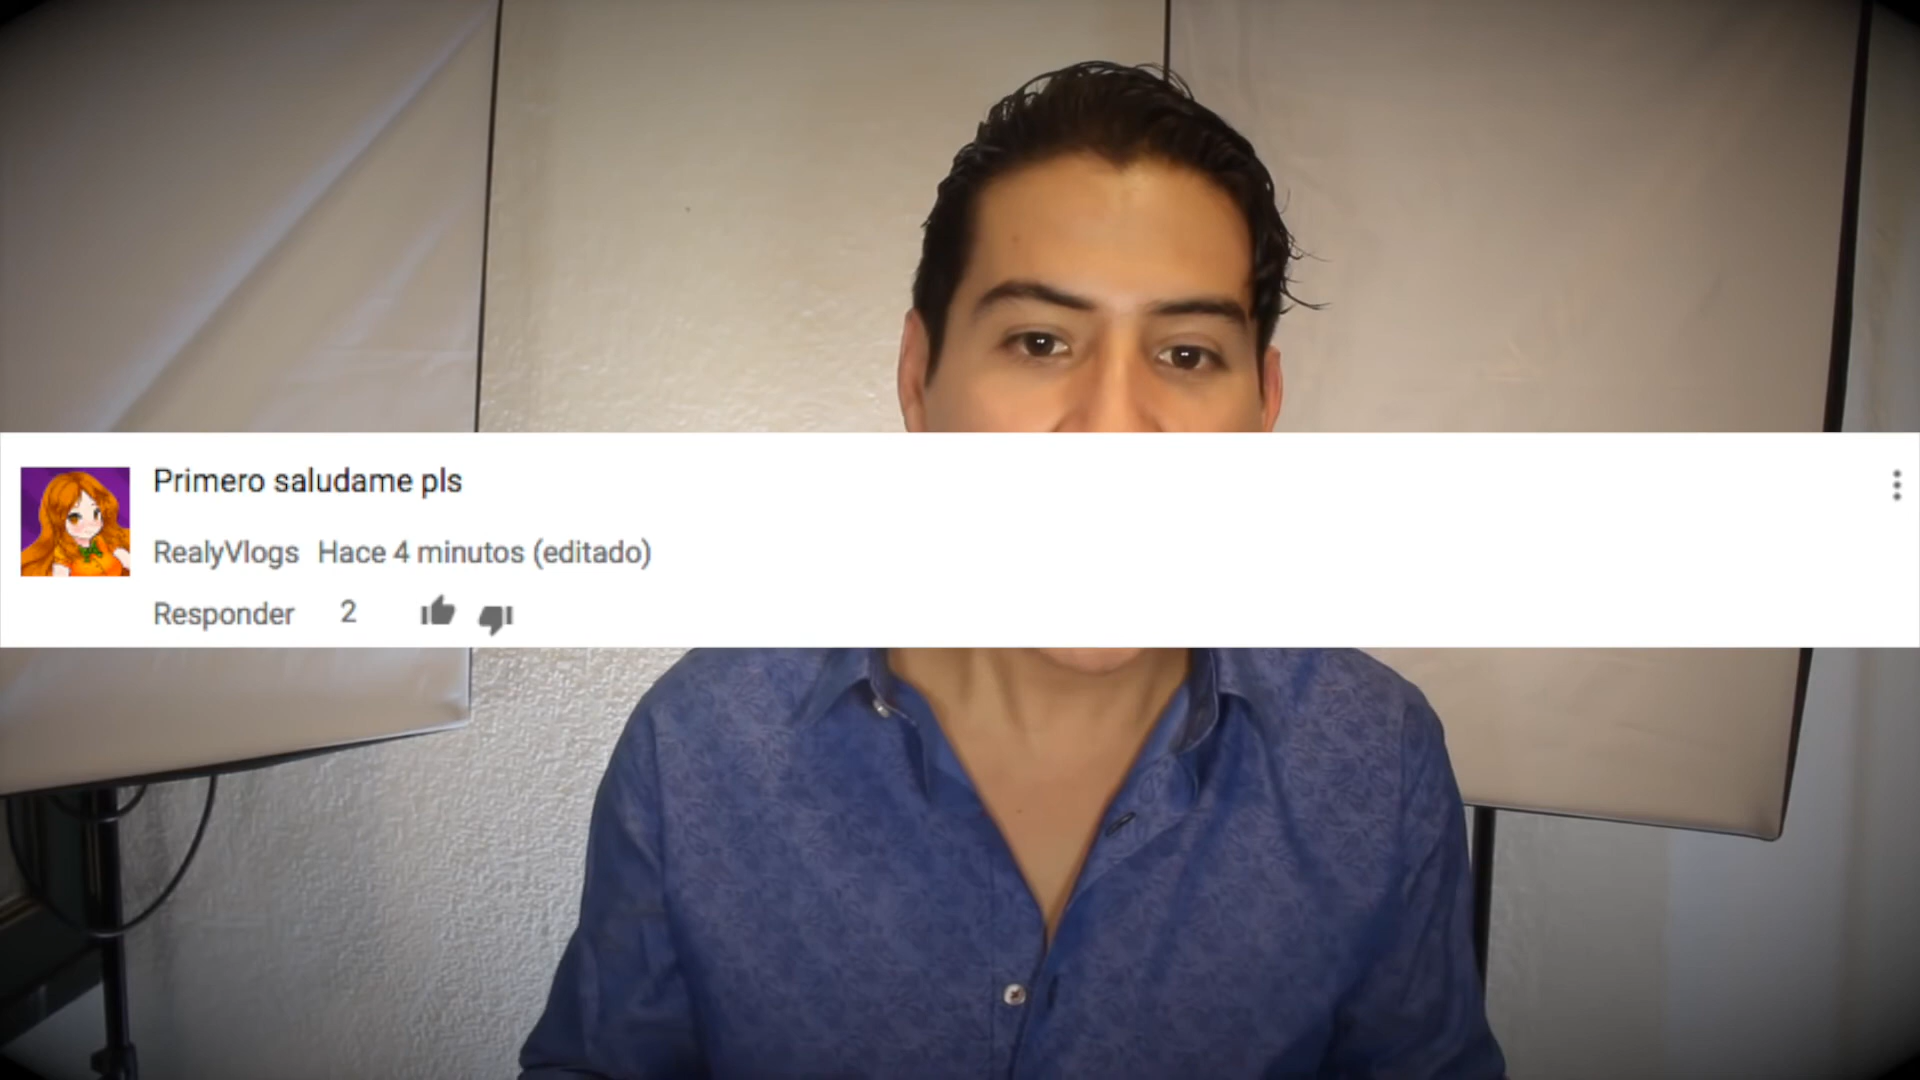 Primero saludame pls
RealyVlogs Hace 4 minutos (editado)
Responder 2